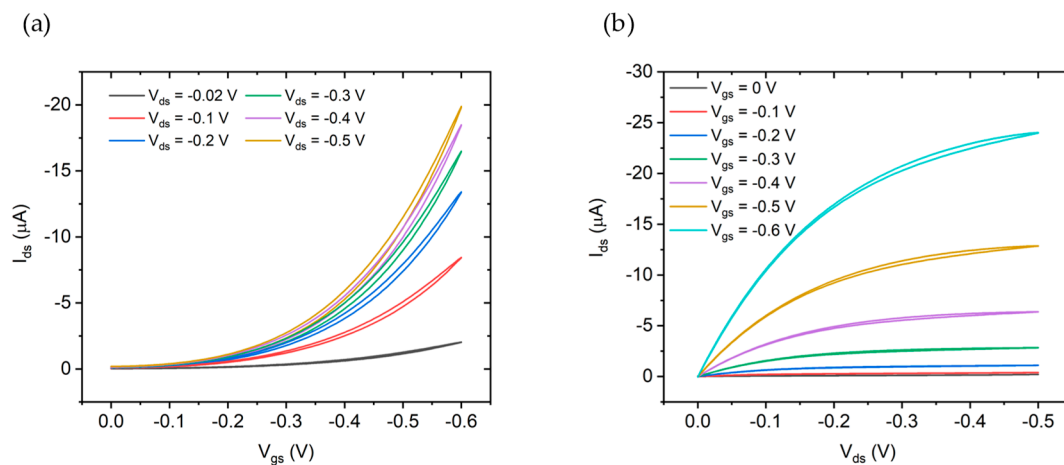 (a)
(b)
-20
-15
-10
-5
0
I_ds (μA)
V_ds = -0.02 V
V_ds = -0.1 V
V_ds = -0.2 V
V_ds = -0.3 V
V_ds = -0.4 V
V_ds = -0.5 V
0.0 -0.1 -0.2 -0.3 -0.4 -0.5 -0.6
V_gs (V)
-30
-25
-20
-15
-10
-5
0
I_ds (μA)
V_gs = 0 V
V_gs = -0.1 V
V_gs = -0.2 V
V_gs = -0.3 V
V_gs = -0.4 V
V_gs = -0.5 V
V_gs = -0.6 V
0.0 -0.1 -0.2 -0.3 -0.4 -0.5
V_ds (V)